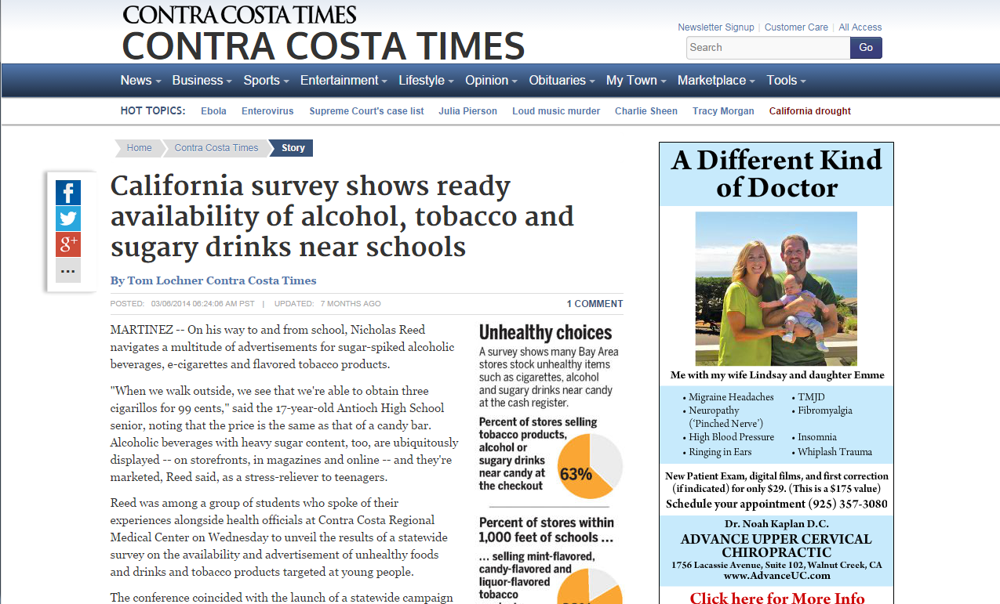 CONTRA COSTA TIMES
CONTRA COSTA TIMES
Newsletter Signup | Customer Care | All Access
Search Go
News Business Sports Entertainment Lifestyle Opinion Obituaries My Town Marketplace Tools
HOT TOPICS: Ebola Enterovirus Supreme Court's case list Julia Pierson Loud music murder Charlie Sheen Tracy Morgan California drought
Home Contra Costa Times Story
f
g+
...
California survey shows ready
availability of alcohol, tobacco and
sugary drinks near schools
By Tom Lochner Contra Costa Times
POSTED: 03/06/2014 06:24:06 AM PST | UPDATED: 7 MONTHS AGO
1 COMMENT
MARTINEZ -- On his way to and from school, Nicholas Reed
navigates a multitude of advertisements for sugar-spiked alcoholic
beverages, e-cigarettes and flavored tobacco products.
"When we walk outside, we see that we're able to obtain three
cigarillos for 99 cents," said the 17-year-old Antioch High School
senior, noting that the price is the same as that of a candy bar.
Alcoholic beverages with heavy sugar content, too, are ubiquitously
displayed -- on storefronts, in magazines and online -- and they're
marketed, Reed said, as a stress-reliever to teenagers.
Reed was among a group of students who spoke of their
experiences alongside health officials at Contra Costa Regional
Medical Center on Wednesday to unveil the results of a statewide
survey on the availability and advertisement of unhealthy foods
and drinks and tobacco products targeted at young people.
The conference coincided with the launch of a statewide campaign
Unhealthy choices
A survey shows many Bay Area
stores stock unhealthy items
such as cigarettes, alcohol
and sugary drinks near candy
at the cash register.
Percent of stores selling
tobacco products,
alcohol or
sugary drinks
near candy at
the checkout
63%
Percent of stores within
1,000 feet of schools ...
... selling mint-flavored,
candy-flavored and
liquor-flavored
tobacco
A Different Kind
of Doctor
Me with my wife Lindsay and daughter Emme
• Migraine Headaches
• Neuropathy
('Pinched Nerve')
• High Blood Pressure
• Ringing in Ears
• TMJD
• Fibromyalgia
• Insomnia
• Whiplash Trauma
New Patient Exam, digital films, and first correction
(if indicated) for only $29. (This is a $175 value)
Schedule your appointment (925) 357-3080
Dr. Noah Kaplan D.C.
ADVANCE UPPER CERVICAL
CHIROPRACTIC
1756 Lacassie Avenue, Suite 102, Walnut Creek, CA
www.AdvanceUC.com
Click here for More Info